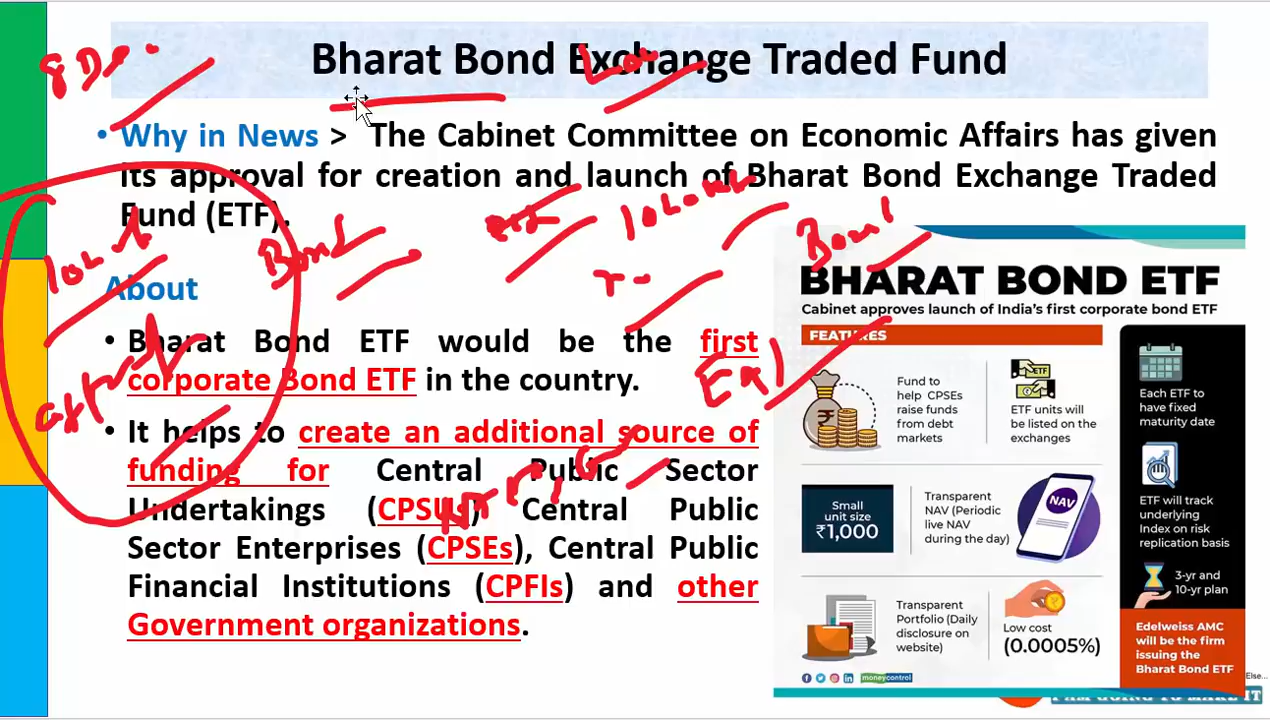 Bharat Bond Exchange Traded Fund
• Why in News > The Cabinet Committee on Economic Affairs has given
its approval for creation and launch of Bharat Bond Exchange Traded
Fund (ETF).
About
• Bharat Bond ETF would be the first
corporate Bond ETF in the country.
• It helps to create an additional source of
funding for Central Public Sector
Undertakings (CPSUs), Central Public
Sector Enterprises (CPSEs), Central Public
Financial Institutions (CPFIs) and other
Government organizations.
Bond
Bond
BHARAT BOND ETF
Cabinet approves launch of India's first corporate bond ETF
FEATURES
Fund to
help CPSEs
raise funds
from debt
markets
ETF
ETF units will
be listed on the
exchanges
Small
unit size
₹1,000
Transparent
NAV (Periodic
live NAV
during the day)
NAV
Transparent
Portfolio (Daily
disclosure on
website)
Low cost
(0.0005%)
Each ETF to
have fixed
maturity date
ETF will track
underlying
Index on risk
replication basis
3-yr and
10-yr plan
Edelweiss AMC
will be the firm
issuing the
Bharat Bond ETF
moneycontrol
Else...
I AM GOING TO MAKE IT